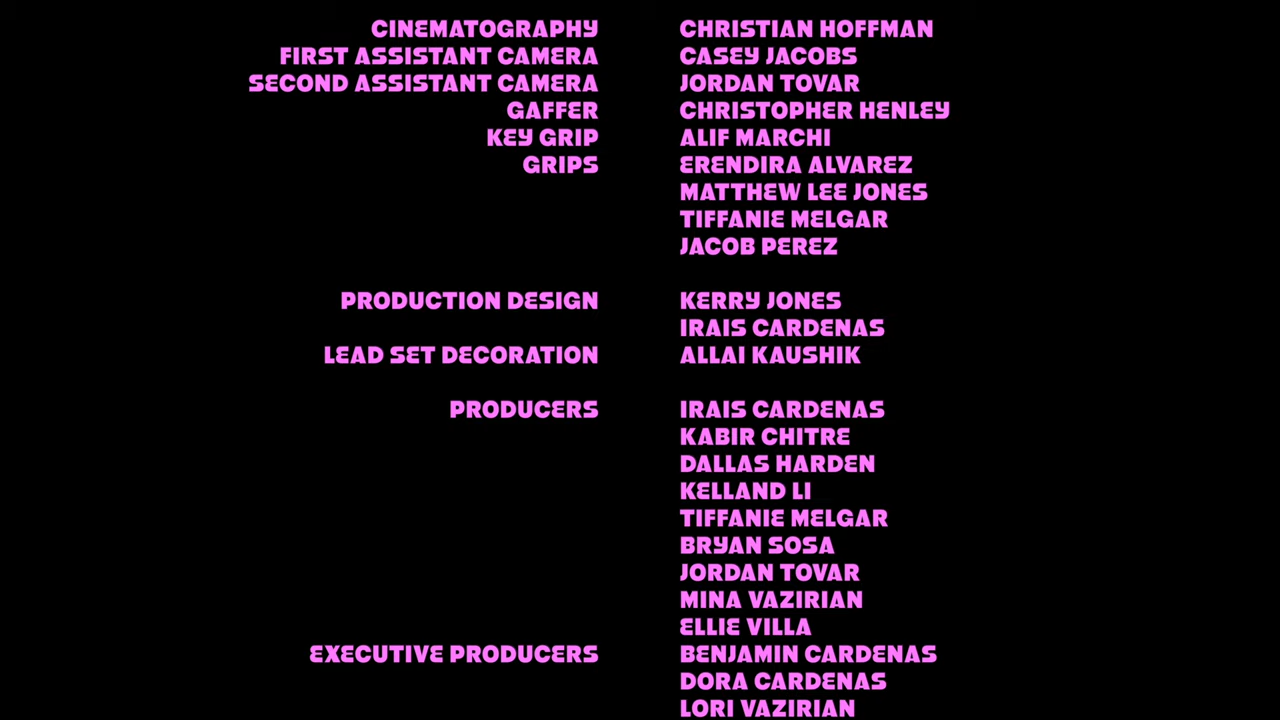 CINEMATOGRAPHY CHRISTIAN HOFFMAN
FIRST ASSISTANT CAMERA CASEY JACOBS
SECOND ASSISTANT CAMERA JORDAN TOVAR
GAFFER CHRISTOPHER HENLEY
KEY GRIP ALIF MARCHI
GRIPS ERENDIRA ALVAREZ
MATTHEW LEE JONES
TIFFANIE MELGAR
JACOB PEREZ
PRODUCTION DESIGN KERRY JONES
IRAIS CARDENAS
LEAD SET DECORATION ALLAI KAUSHIK
PRODUCERS IRAIS CARDENAS
KABIR CHITRE
DALLAS HARDEN
KELLAND LI
TIFFANIE MELGAR
BRYAN SOSA
JORDAN TOVAR
MINA VAZIRIAN
ELLIE VILLA
EXECUTIVE PRODUCERS BENJAMIN CARDENAS
DORA CARDENAS
LORI VAZIRIAN